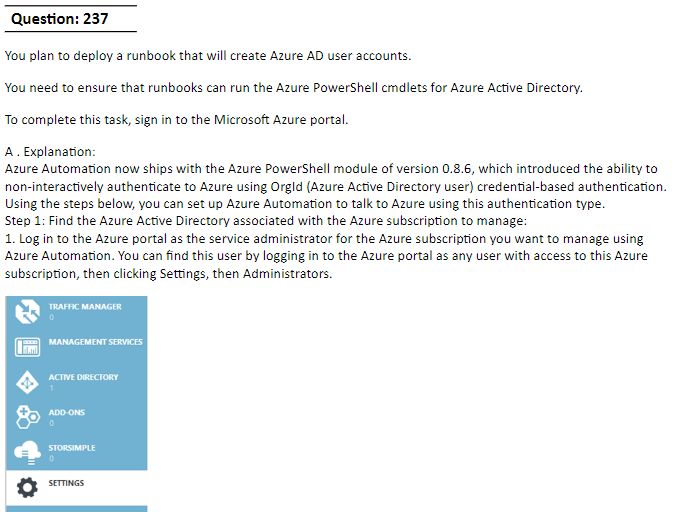 Question: 237
You plan to deploy a runbook that will create Azure AD user accounts.
You need to ensure that runbooks can run the Azure PowerShell cmdlets for Azure Active Directory.
To complete this task, sign in to the Microsoft Azure portal.
A . Explanation:
Azure Automation now ships with the Azure PowerShell module of version 0.8.6, which introduced the ability to
non-interactively authenticate to Azure using OrgId (Azure Active Directory user) credential-based authentication.
Using the steps below, you can set up Azure Automation to talk to Azure using this authentication type.
Step 1: Find the Azure Active Directory associated with the Azure subscription to manage:
1. Log in to the Azure portal as the service administrator for the Azure subscription you want to manage using
Azure Automation. You can find this user by logging in to the Azure portal as any user with access to this Azure
subscription, then clicking Settings, then Administrators.
TRAFFIC MANAGER
0
MANAGEMENT SERVICES
ACTIVE DIRECTORY
1
ADD-ONS
0
STORSIMPLE
0
SETTINGS